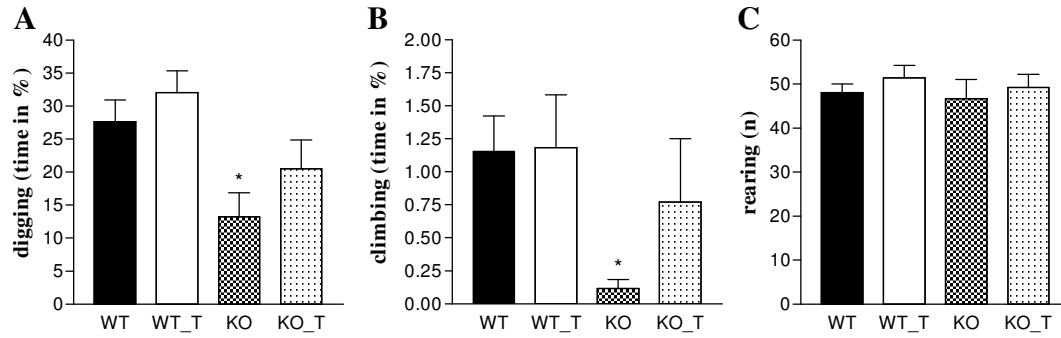 A
digging (time in %)
40
35
30
25
20
15
10
5
0
*
WT
WT_T
KO
KO_T
B
climbing (time in %)
2.00
1.75
1.50
1.25
1.00
0.75
0.50
0.25
0.00
*
WT
WT_T
KO
KO_T
C
rearing (n)
60
50
40
30
20
10
0
WT
WT_T
KO
KO_T